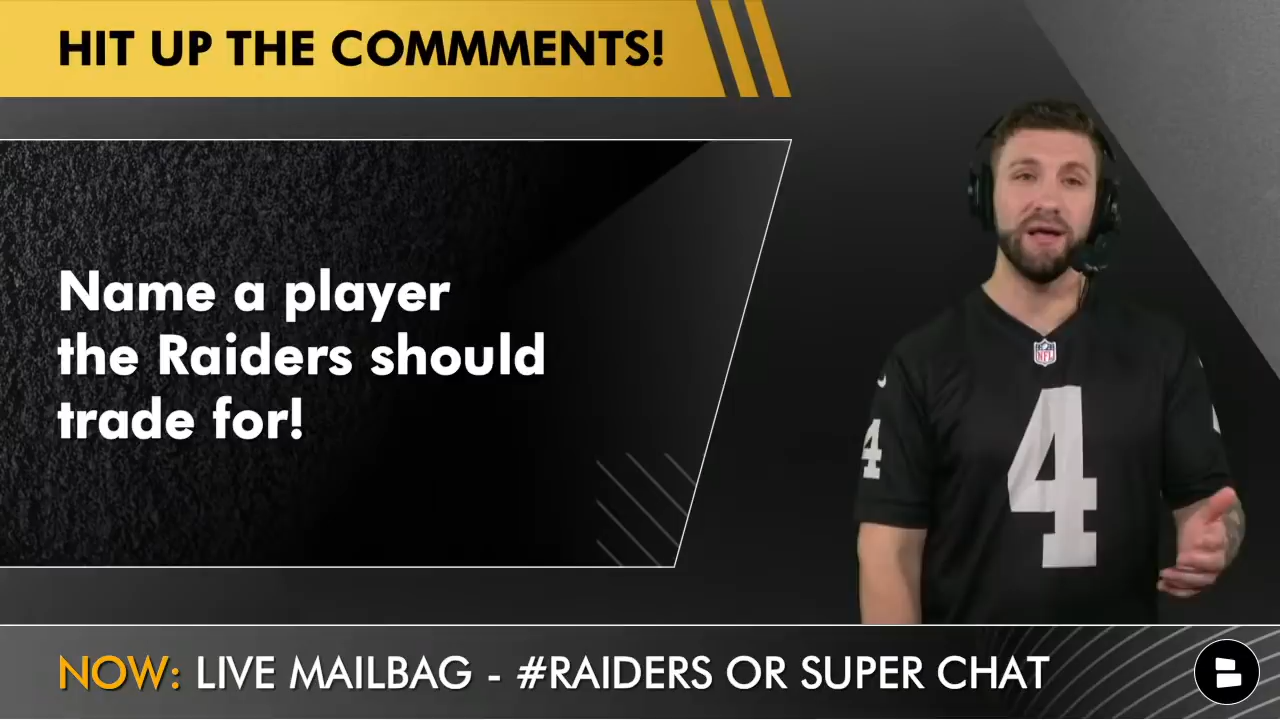 HIT UP THE COMMMENTS!
Name a player
the Raiders should
trade for!
NFL
4
4
NOW: LIVE MAILBAG - #RAIDERS OR SUPER CHAT